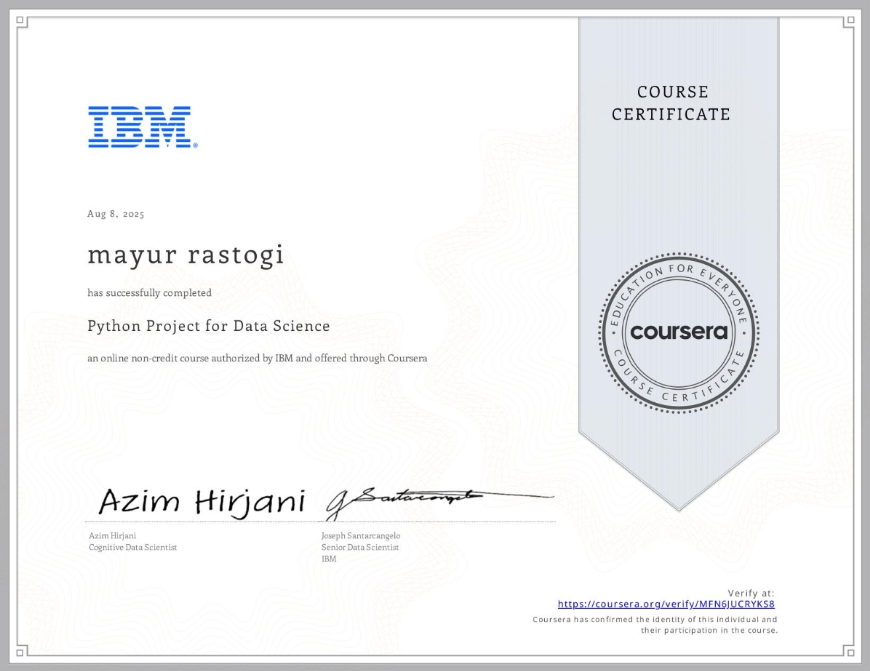 COURSE
CERTIFICATE
IBM®
Aug 8, 2025
mayur rastogi
has successfully completed
Python Project for Data Science
an online non-credit course authorized by IBM and offered through Coursera
EDUCATION FOR EVERYONE
coursera
COURSE CERTIFICATE
Azim Hirjani
J Santarcangelo
Azim Hirjani
Cognitive Data Scientist
Joseph Santarcangelo
Senior Data Scientist
IBM
Verify at:
https://coursera.org/verify/MFN6JUCRYKS8
Coursera has confirmed the identity of this individual and
their participation in the course.